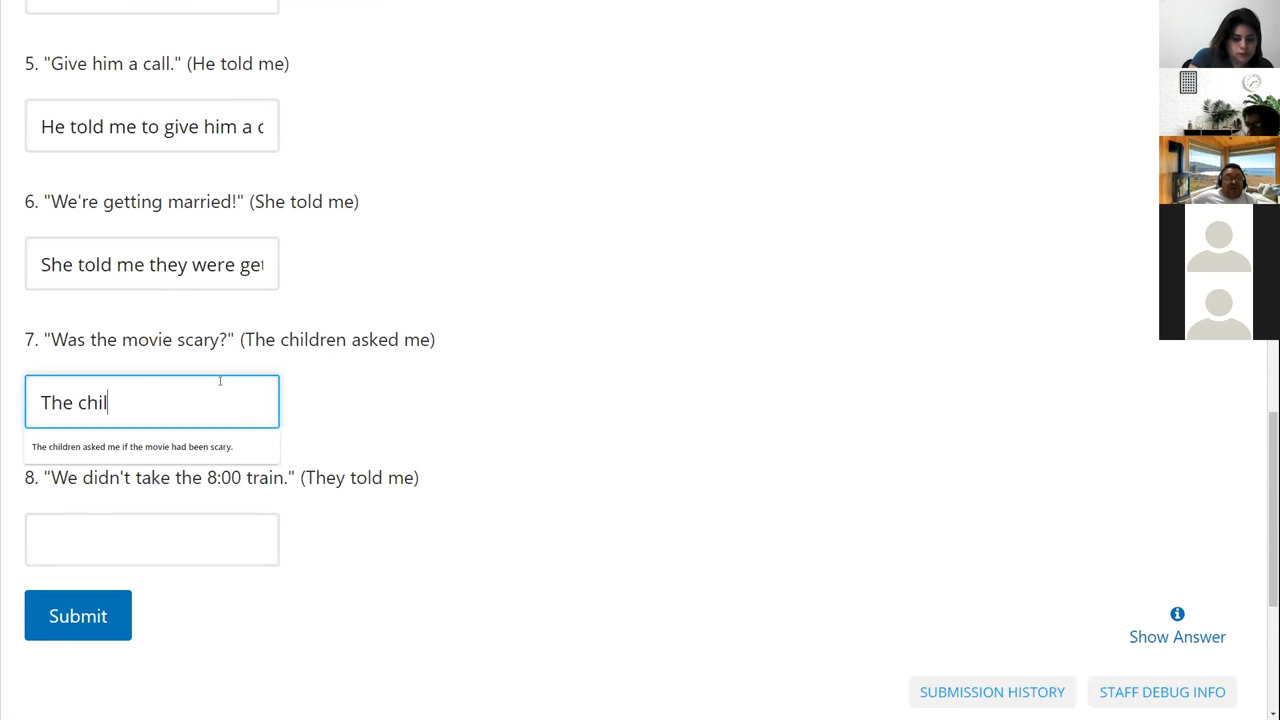 5. "Give him a call." (He told me)
He told me to give him a c
6. "We're getting married!" (She told me)
She told me they were get
7. "Was the movie scary?" (The children asked me)
The chil
The children asked me if the movie had been scary.
8. "We didn't take the 8:00 train." (They told me)
Submit
Show Answer
SUBMISSION HISTORY
STAFF DEBUG INFO